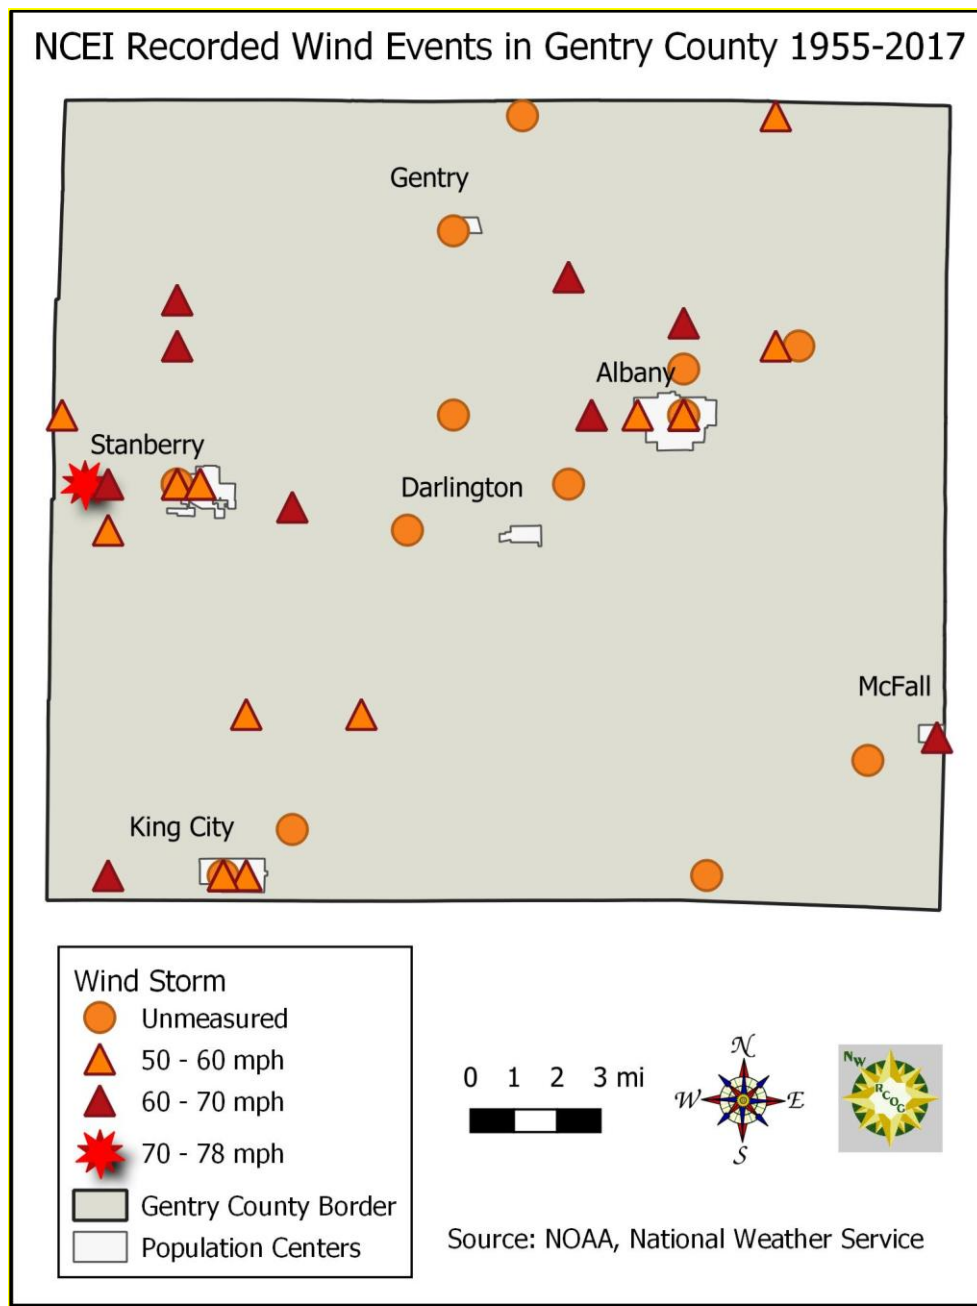 NCEI Recorded Wind Events in Gentry County 1955-2017
Gentry
Albany
Stanberry
Darlington
McFall
King City
Wind Storm
Unmeasured
50 - 60 mph
60 - 70 mph
70 - 78 mph
Gentry County Border
Population Centers
0 1 2 3 mi
N
W E
S
NW
RCOG
Source: NOAA, National Weather Service